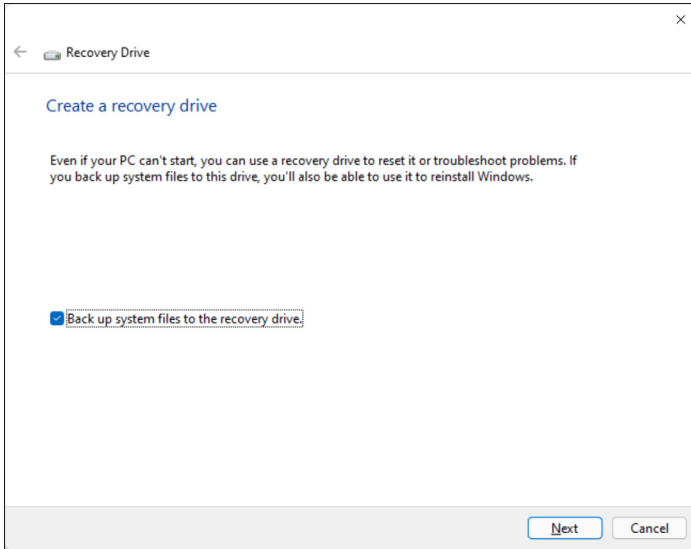 Recovery Drive
Create a recovery drive
Even if your PC can't start, you can use a recovery drive to reset it or troubleshoot problems. If
you back up system files to this drive, you'll also be able to use it to reinstall Windows.
Back up system files to the recovery drive.
Next Cancel